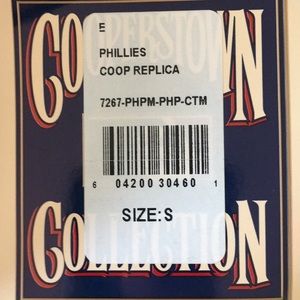 E
PHILLIES
COOPERSTOWN
COOP REPLICA
7267-PHPM-PHP-CTM
6 04200 30460 1
SIZE: S
COLLECTION